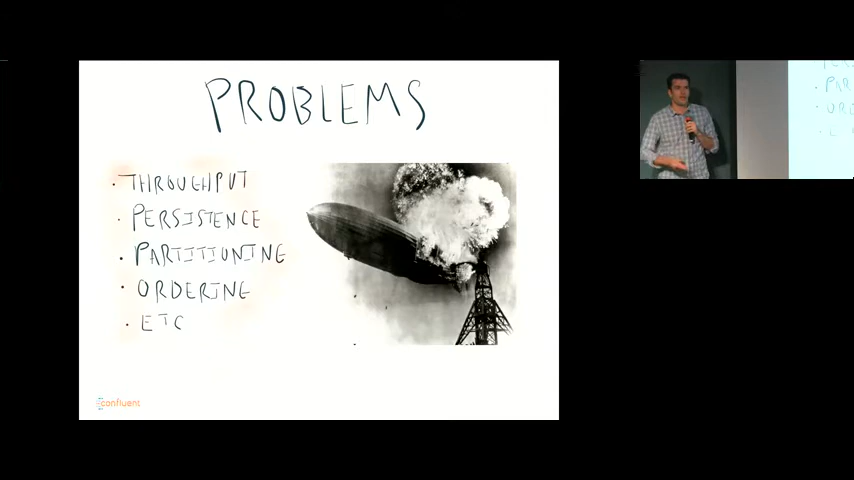 PROBLEMS
· THROUGHPUT
· PERSISTENCE
· PARTITIONING
· ORDERING
· ETC
confluent